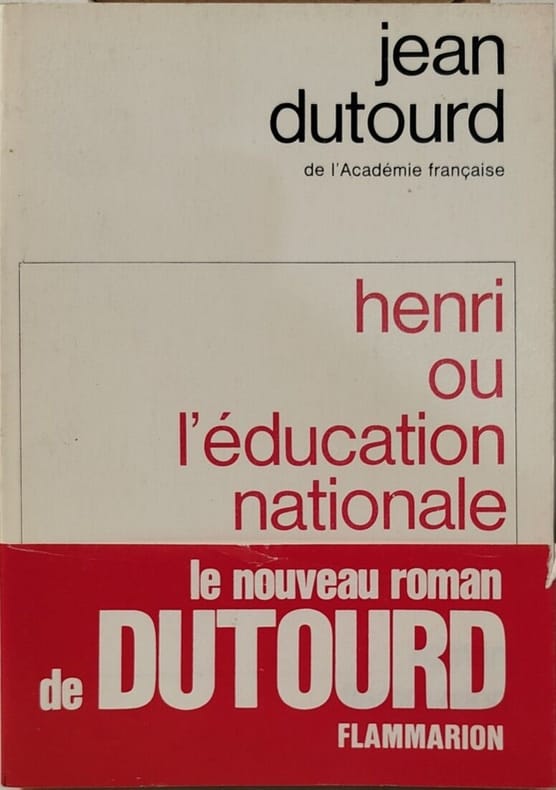 jean
dutourd
de l'Académie française
henri
ou
l'éducation
nationale
le nouveau roman
de DUTOURD
FLAMMARION